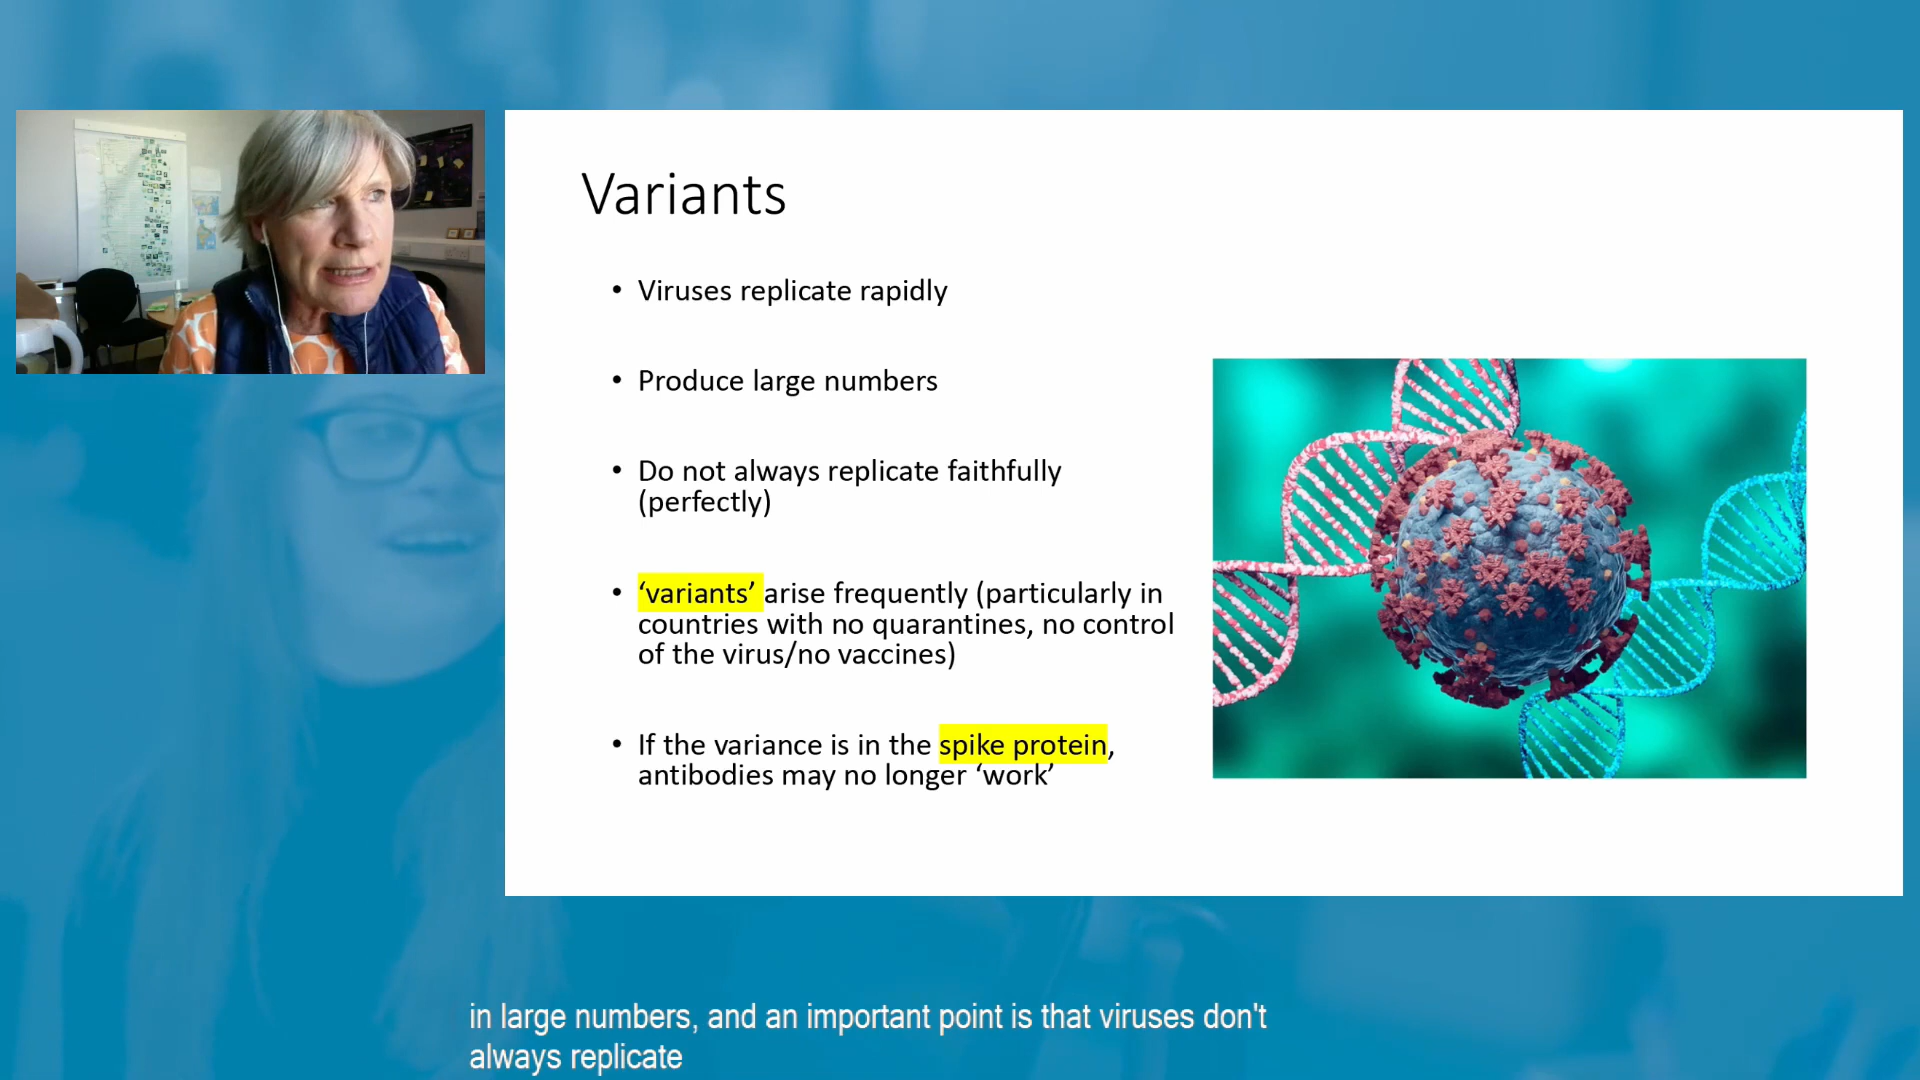 Variants
• Viruses replicate rapidly
• Produce large numbers
• Do not always replicate faithfully
(perfectly)
• ‘variants’ arise frequently (particularly in
countries with no quarantines, no control
of the virus/no vaccines)
• If the variance is in the spike protein,
antibodies may no longer ‘work’
in large numbers, and an important point is that viruses don't
always replicate